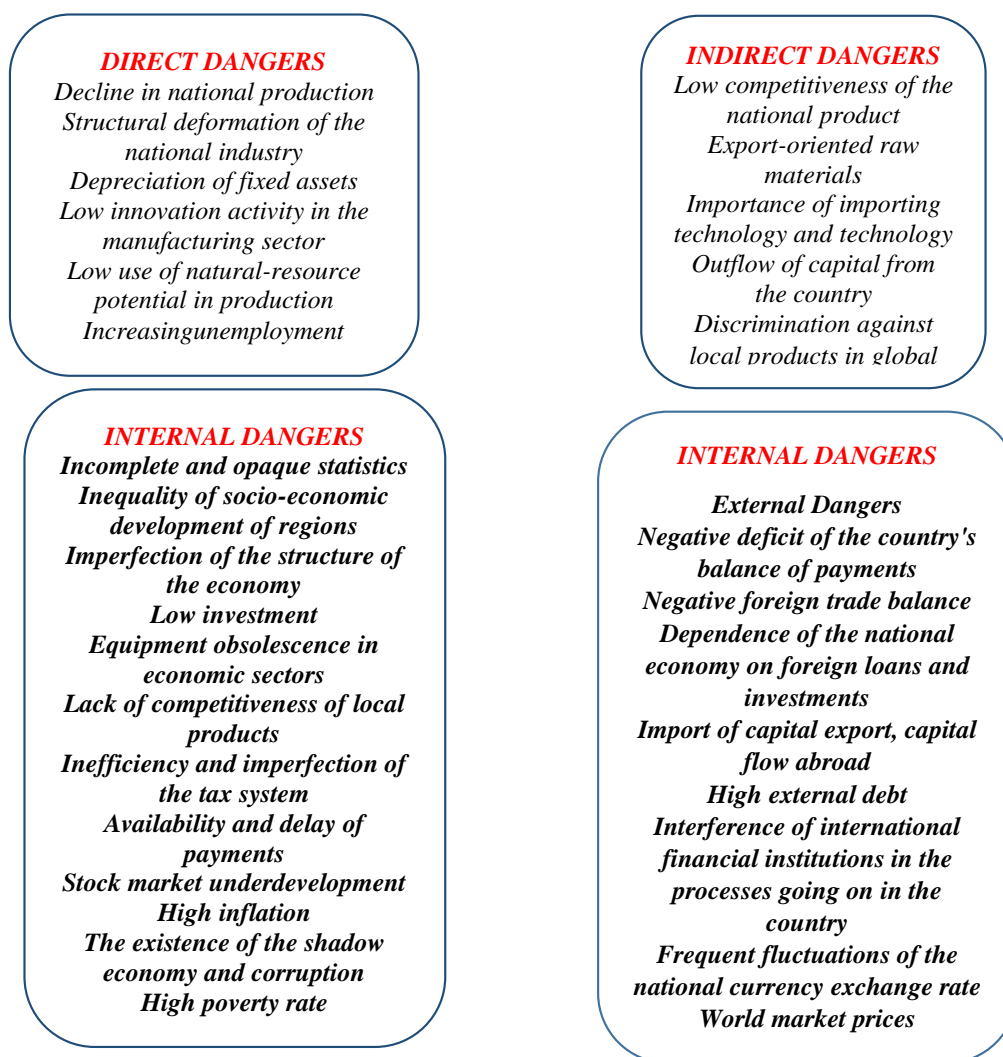 DIRECT DANGERS
Decline in national production
Structural deformation of the
national industry
Depreciation of fixed assets
Low innovation activity in the
manufacturing sector
Low use of natural-resource
potential in production
Increasingunemployment
INDIRECT DANGERS
Low competitiveness of the
national product
Export-oriented raw
materials
Importance of importing
technology and technology
Outflow of capital from
the country
Discrimination against
local products in global
INTERNAL DANGERS
Incomplete and opaque statistics
Inequality of socio-economic
development of regions
Imperfection of the structure of
the economy
Low investment
Equipment obsolescence in
economic sectors
Lack of competitiveness of local
products
Inefficiency and imperfection of
the tax system
Availability and delay of
payments
Stock market underdevelopment
High inflation
The existence of the shadow
economy and corruption
High poverty rate
INTERNAL DANGERS
External Dangers
Negative deficit of the country's
balance of payments
Negative foreign trade balance
Dependence of the national
economy on foreign loans and
investments
Import of capital export, capital
flow abroad
High external debt
Interference of international
financial institutions in the
processes going on in the
country
Frequent fluctuations of the
national currency exchange rate
World market prices